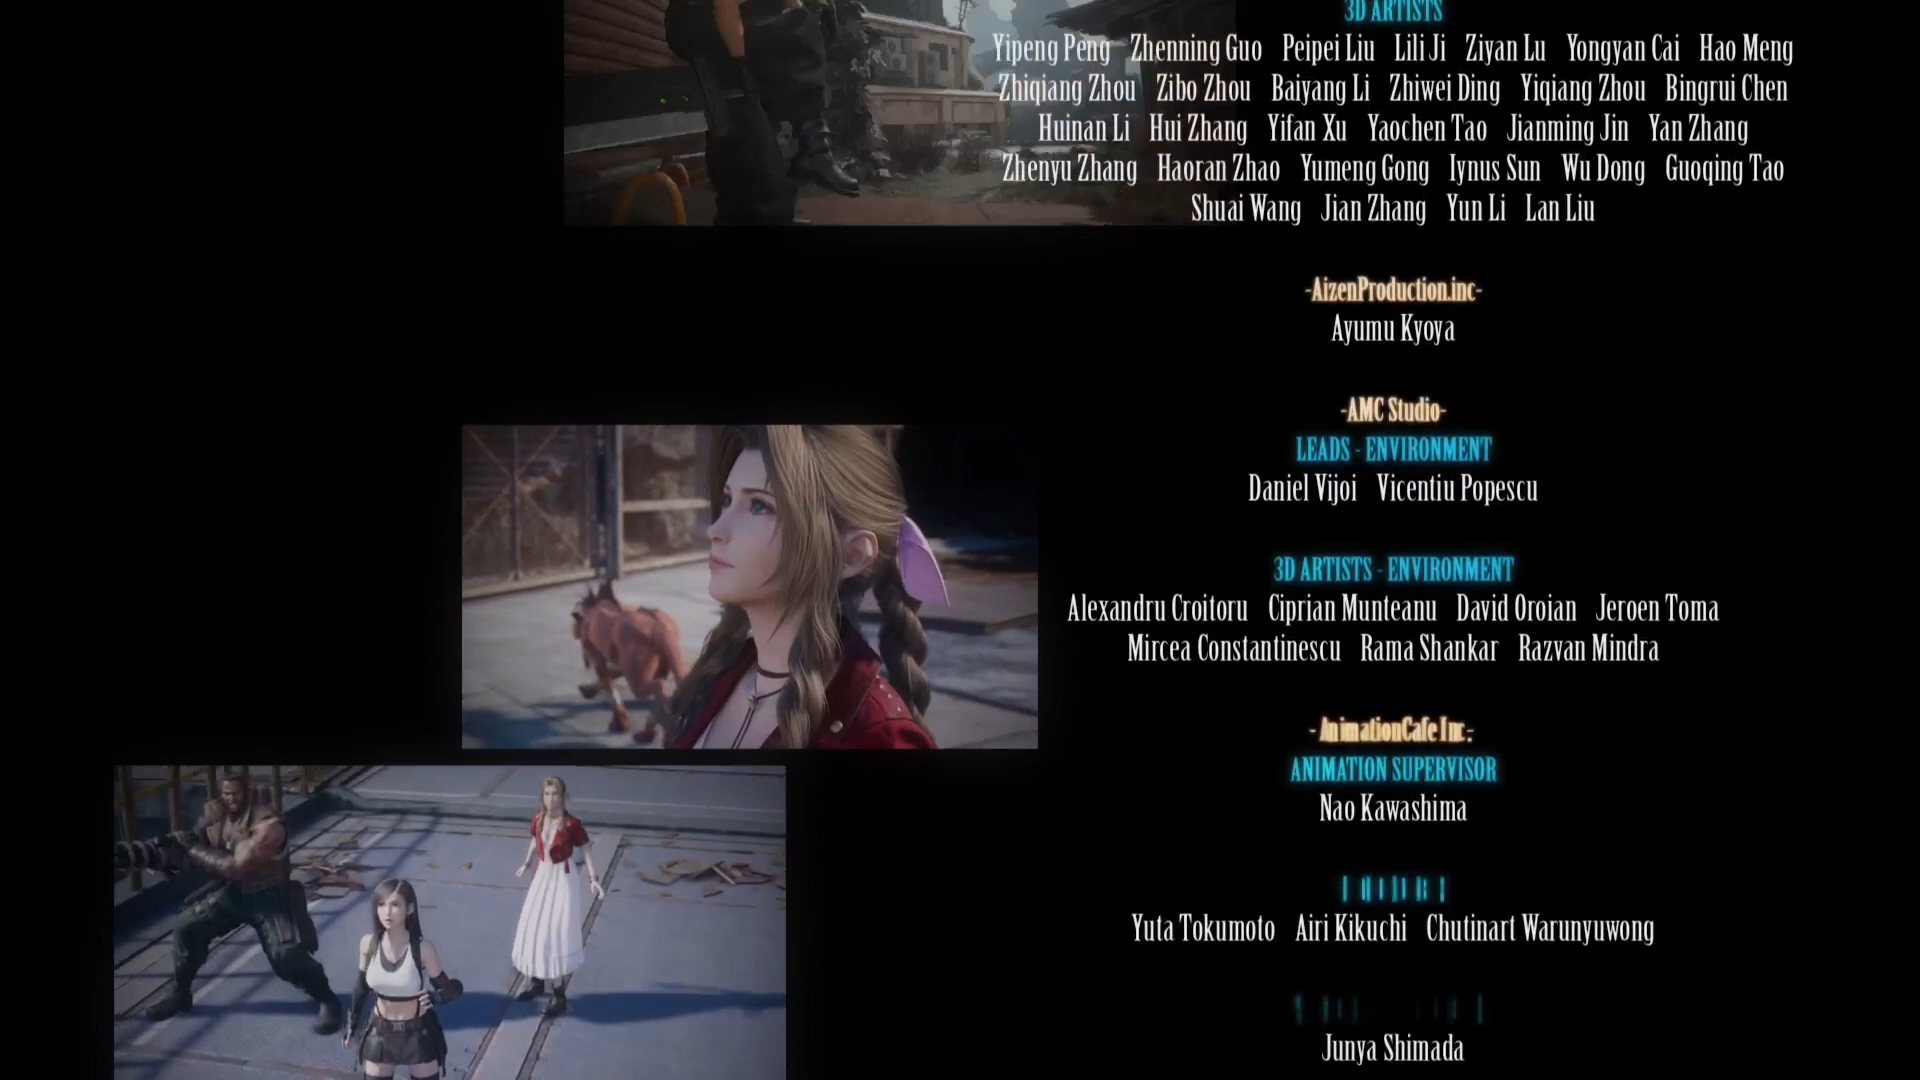 3D ARTISTS
Yipeng Peng Zhenning Guo Peipei Liu Lili Ji Ziyan Lu Yongyan Cai Hao Meng
Zhiqiang Zhou Zibo Zhou Baiyang Li Zhiwei Ding Yiqiang Zhou Bingrui Chen
Huinan Li Hui Zhang Yifan Xu Yaochen Tao Jianming Jin Yan Zhang
Zhenyu Zhang Haoran Zhao Yumeng Gong Iynus Sun Wu Dong Guoqing Tao
Shuai Wang Jian Zhang Yun Li Lan Liu
-AizenProduction.inc-
Ayumu Kyoya
-AMC Studio-
LEADS - ENVIRONMENT
Daniel Vijoi Vicentiu Popescu
3D ARTISTS - ENVIRONMENT
Alexandru Croitoru Ciprian Munteanu David Oroian Jeroen Toma
Mircea Constantinescu Rama Shankar Razvan Mindra
-AnimationCafe Inc.-
ANIMATION SUPERVISOR
Nao Kawashima
Yuta Tokumoto Airi Kikuchi Chutinart Warunyuwong
Junya Shimada